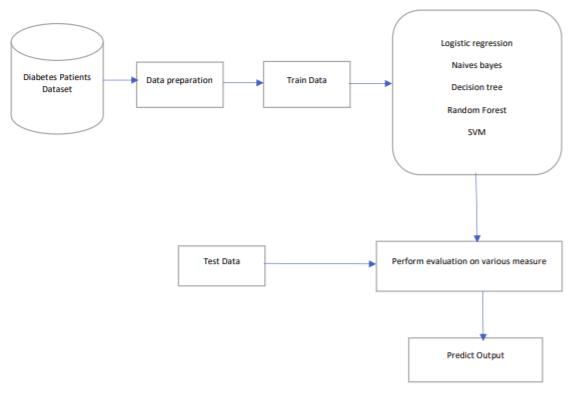 Diabetes Patients
Dataset
Data preparation
Train Data
Logistic regression
Naives bayes
Decision tree
Random Forest
SVM
Test Data
Perform evaluation on various measure
Predict Output